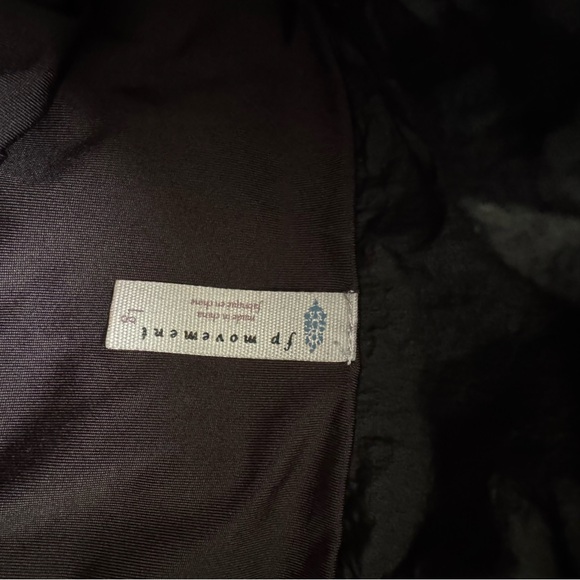 fp movement
made in china
fabriqué en chine